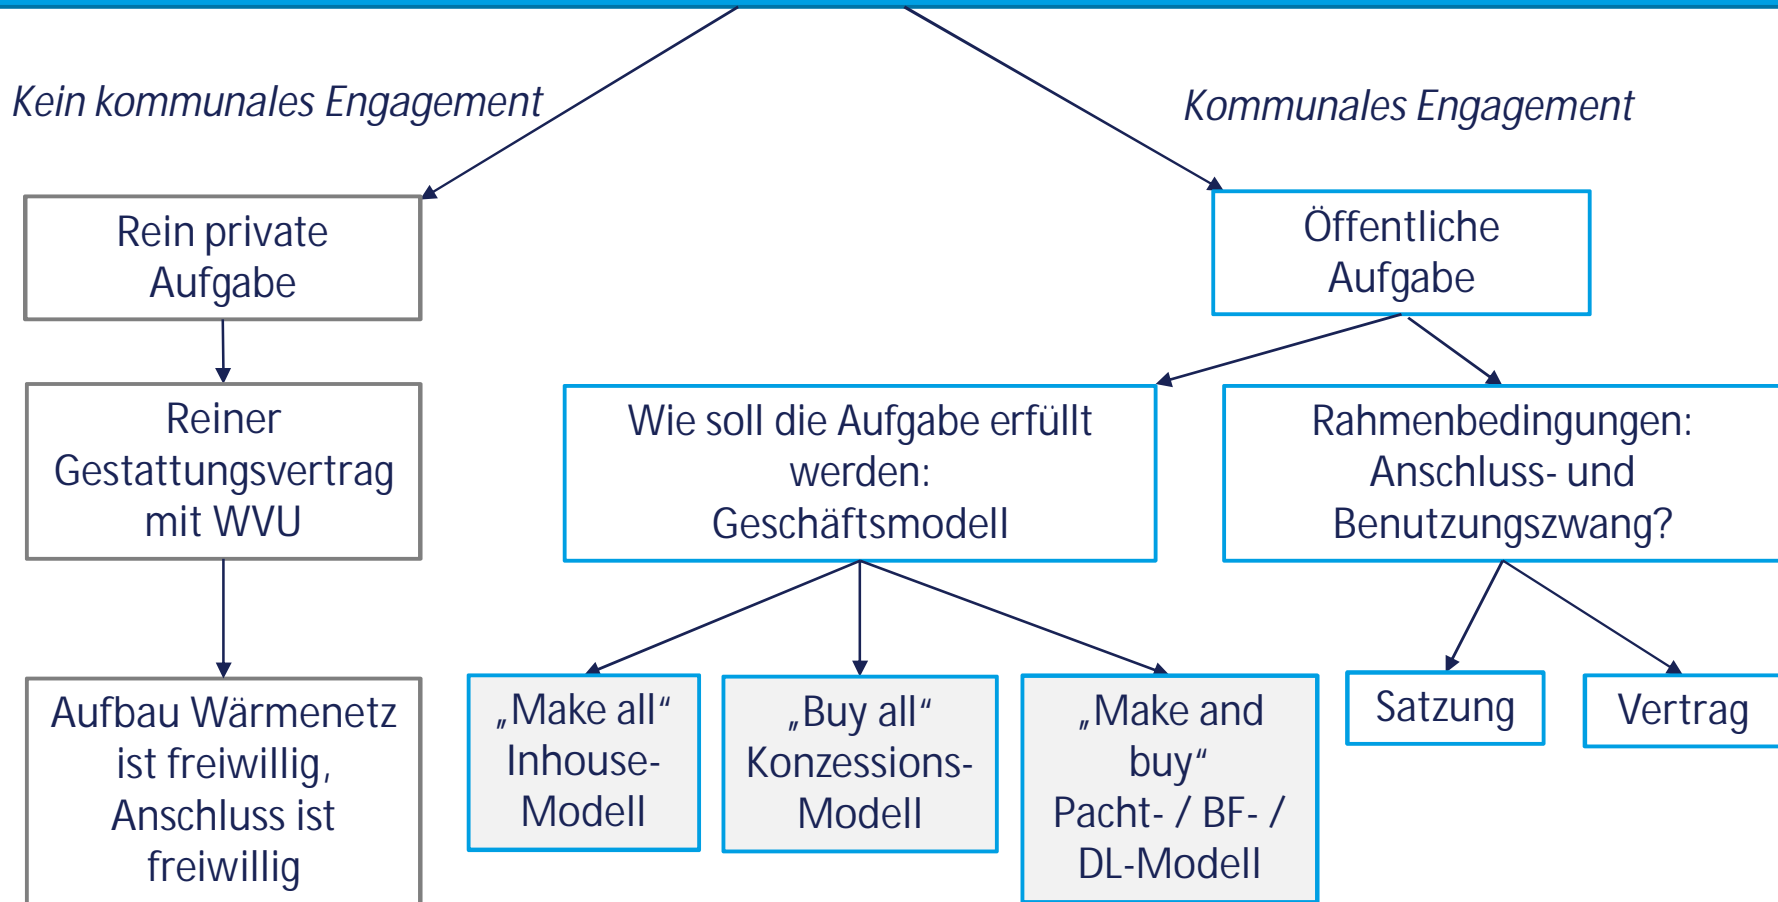 Kein kommunales Engagement
Kommunales Engagement
Rein private
Aufgabe
Öffentliche
Aufgabe
Reiner
Gestattungsvertrag
mit WVU
Wie soll die Aufgabe erfüllt
werden:
Geschäftsmodell
Rahmenbedingungen:
Anschluss- und
Benutzungszwang?
Aufbau Wärmenetz
ist freiwillig,
Anschluss ist
freiwillig
„Make all“
Inhouse-
Modell
„Buy all“
Konzessions-
Modell
„Make and
buy“
Pacht- / BF- /
DL-Modell
Satzung
Vertrag